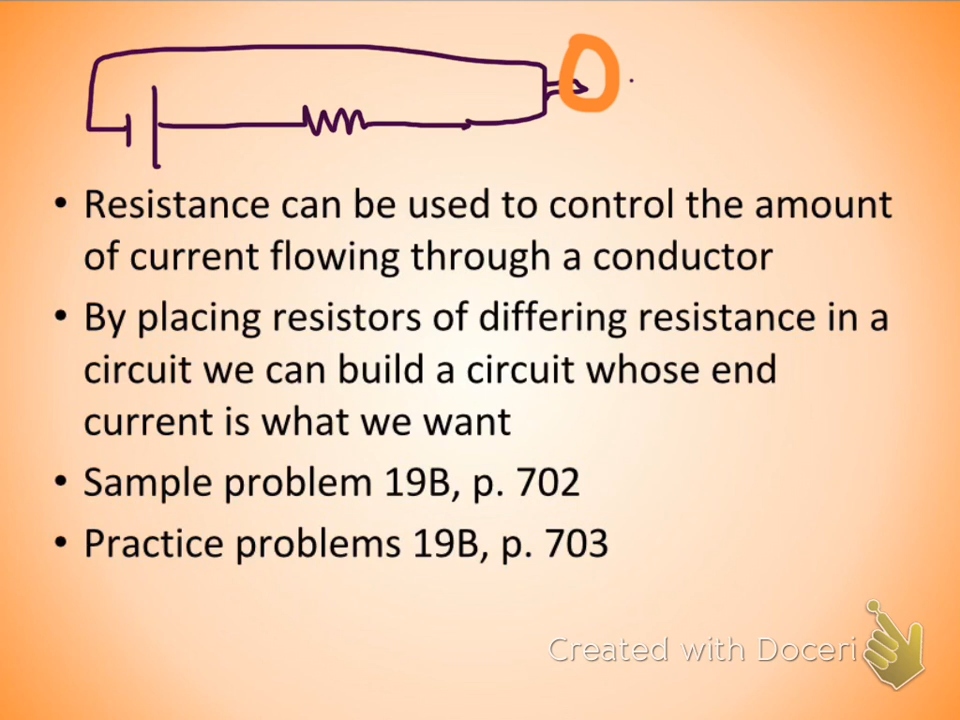 • Resistance can be used to control the amount
of current flowing through a conductor
• By placing resistors of differing resistance in a
circuit we can build a circuit whose end
current is what we want
• Sample problem 19B, p. 702
• Practice problems 19B, p. 703
Created with Doceri